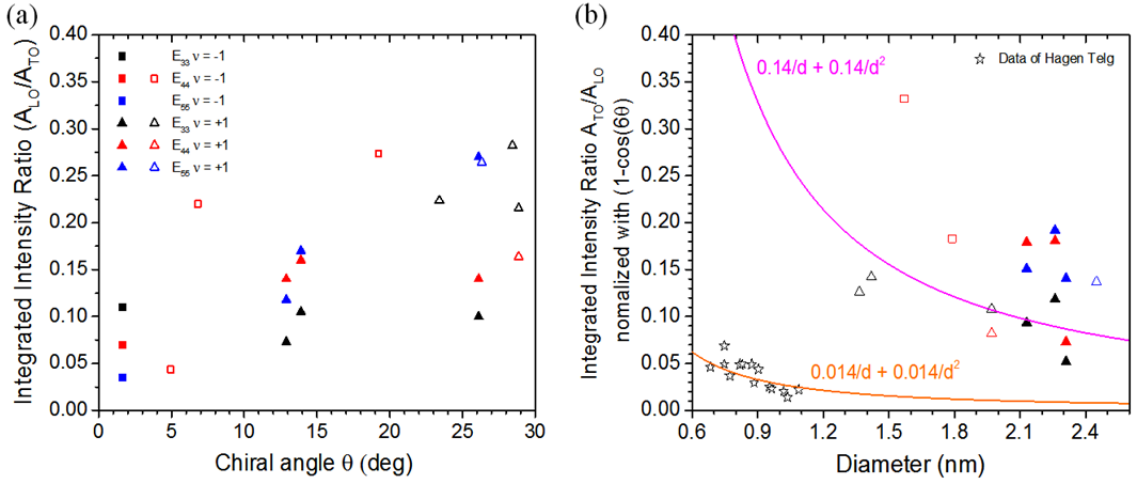 (a)
0.40
0.35
0.30
0.25
0.20
0.15
0.10
0.05
0.00
Integrated Intensity Ratio (A_LO/A_TO)
E₃₃ ν = -1
E₄₄ ν = -1
E₅₅ ν = -1
E₃₃ ν = +1
E₄₄ ν = +1
E₅₅ ν = +1
0 5 10 15 20 25 30
Chiral angle θ (deg)
(b)
0.40
0.35
0.30
0.25
0.20
0.15
0.10
0.05
0.00
Integrated Intensity Ratio A_TO/A_LO
nomalized with (1-cos(6θ)
0.14/d + 0.14/d²
Data of Hagen Telg
0.014/d + 0.014/d²
0.6 0.9 1.2 1.5 1.8 2.1 2.4
Diameter (nm)